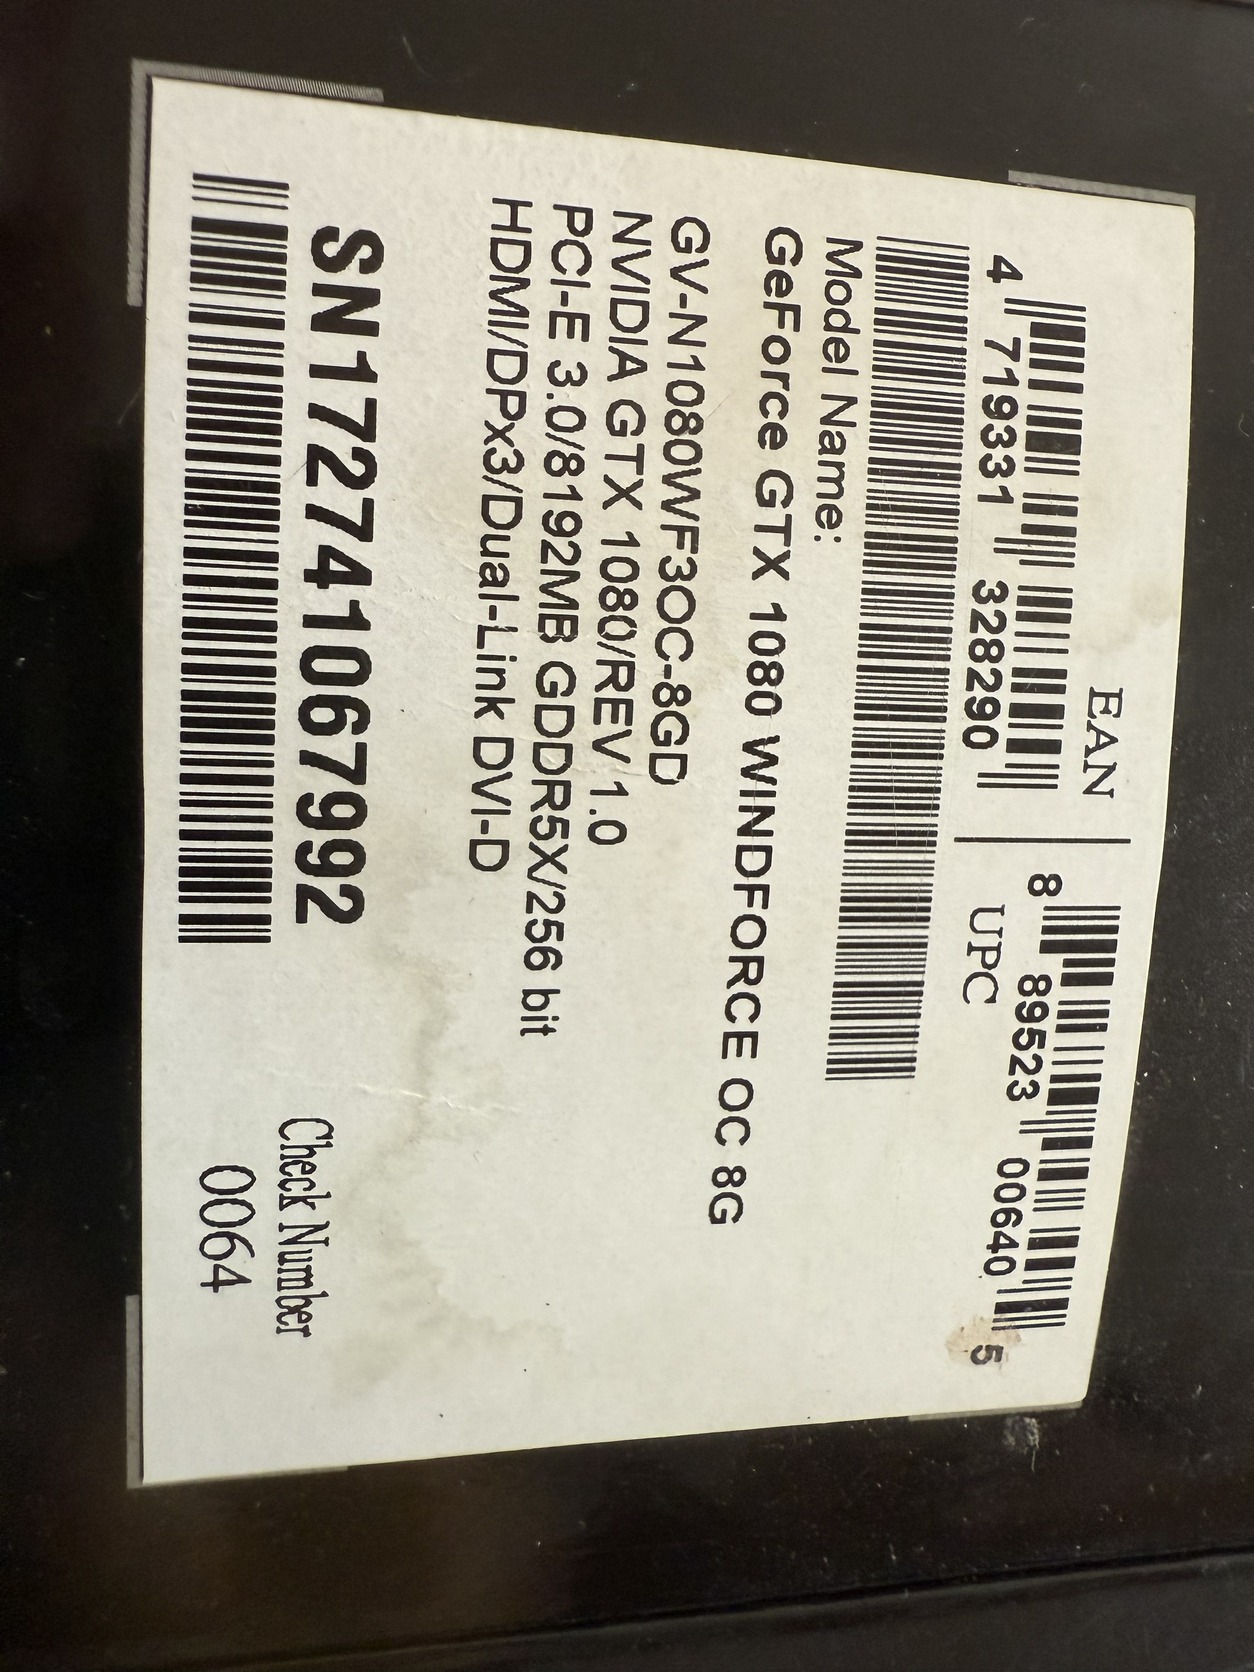 EAN
4 719331 328290
UPC
8 89523 00640 5
Model Name:
GeForce GTX 1080 WINDFORCE OC 8G
GV-N1080WF3OC-8GD
NVIDIA GTX 1080/REV 1.0
PCI-E 3.0/8192MB GDDR5X/256 bit
HDMI/DPx3/Dual-Link DVI-D
SN172741067992
Check Number
0064